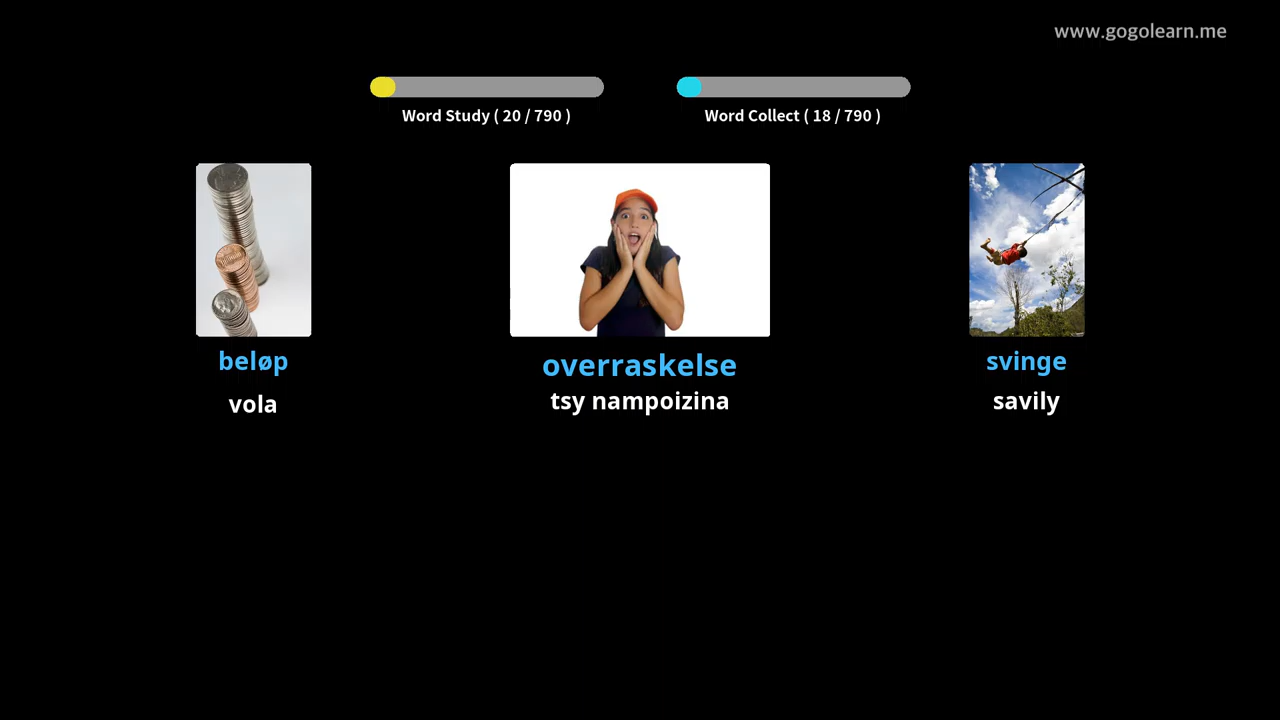 www.gogolearn.me
Word Study ( 20 / 790 )
Word Collect ( 18 / 790 )
beløp
vola
overraskelse
tsy nampoizina
svinge
savily